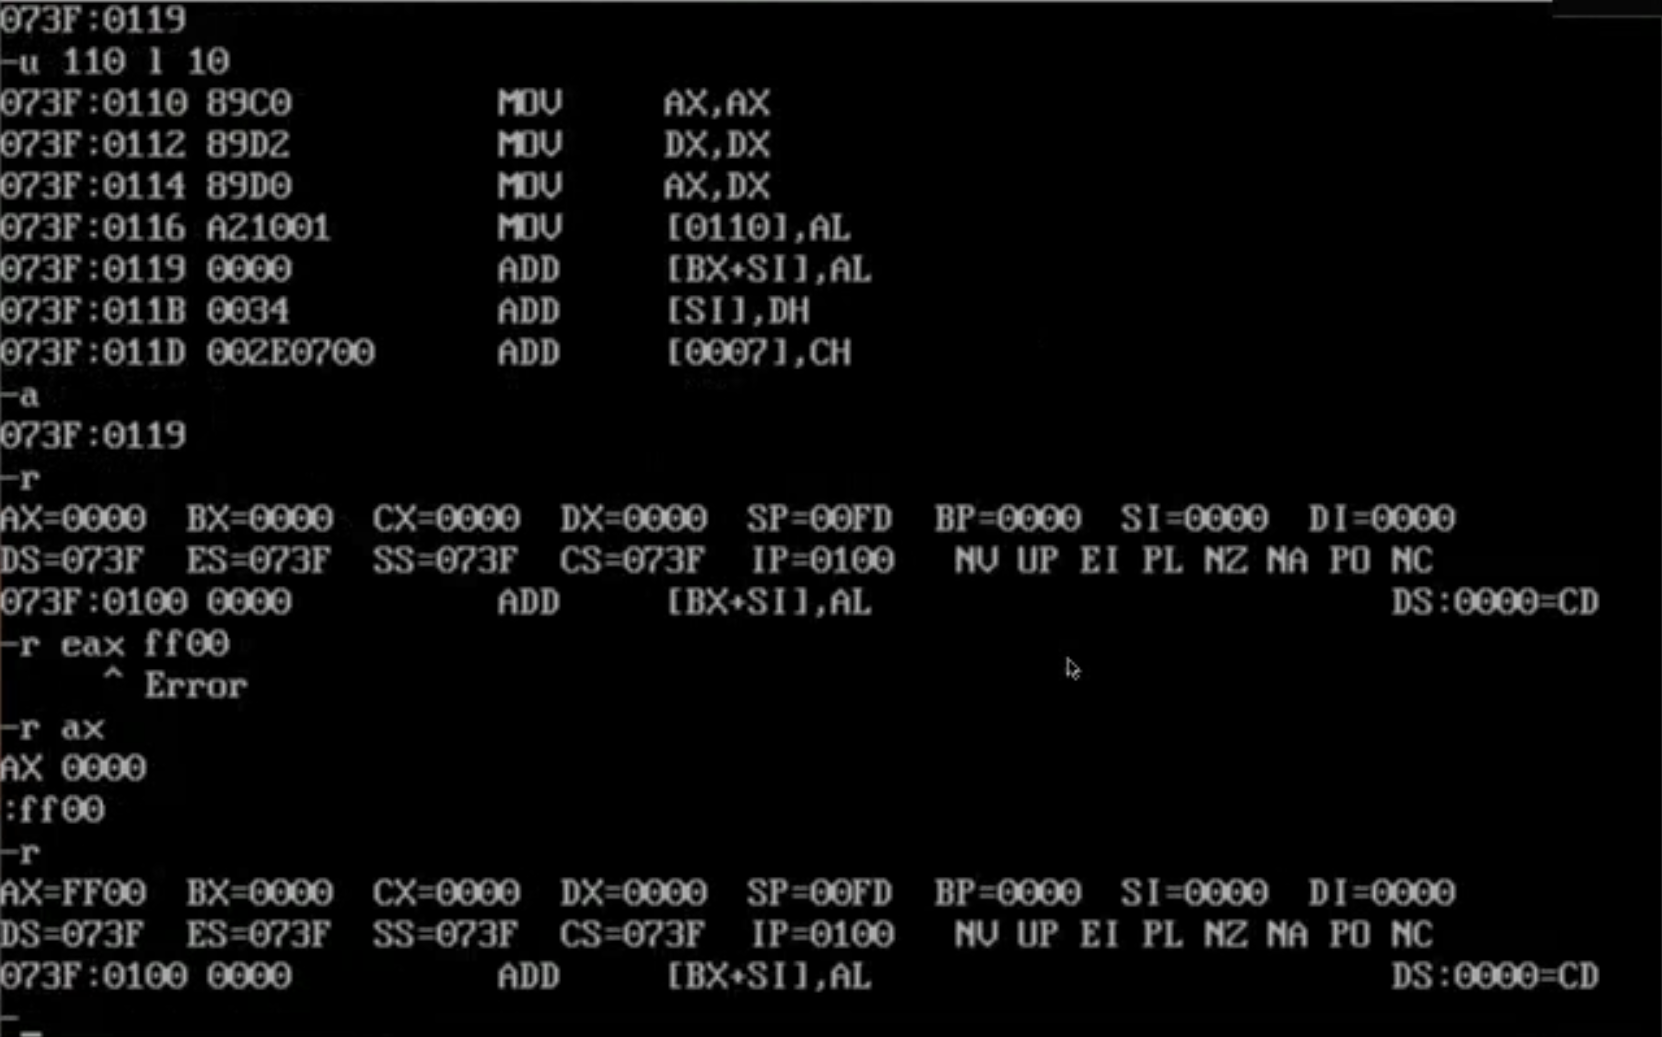 073F:0119
-u 110 l 10
073F:0110 89C0          MOV     AX,AX
073F:0112 89D2          MOV     DX,DX
073F:0114 89D0          MOV     AX,DX
073F:0116 A21001        MOV     [0110],AL
073F:0119 0000          ADD     [BX+SI],AL
073F:011B 0034          ADD     [SI],DH
073F:011D 002E0700      ADD     [0007],CH
-a
073F:0119
-r
AX=0000  BX=0000  CX=0000  DX=0000  SP=00FD  BP=0000  SI=0000  DI=0000
DS=073F  ES=073F  SS=073F  CS=073F  IP=0100   NV UP EI PL NZ NA PO NC
073F:0100 0000          ADD     [BX+SI],AL                         DS:0000=CD
-r eax ff00
     ^ Error
-r ax
AX 0000
:ff00
-r
AX=FF00  BX=0000  CX=0000  DX=0000  SP=00FD  BP=0000  SI=0000  DI=0000
DS=073F  ES=073F  SS=073F  CS=073F  IP=0100   NV UP EI PL NZ NA PO NC
073F:0100 0000          ADD     [BX+SI],AL                         DS:0000=CD
-_